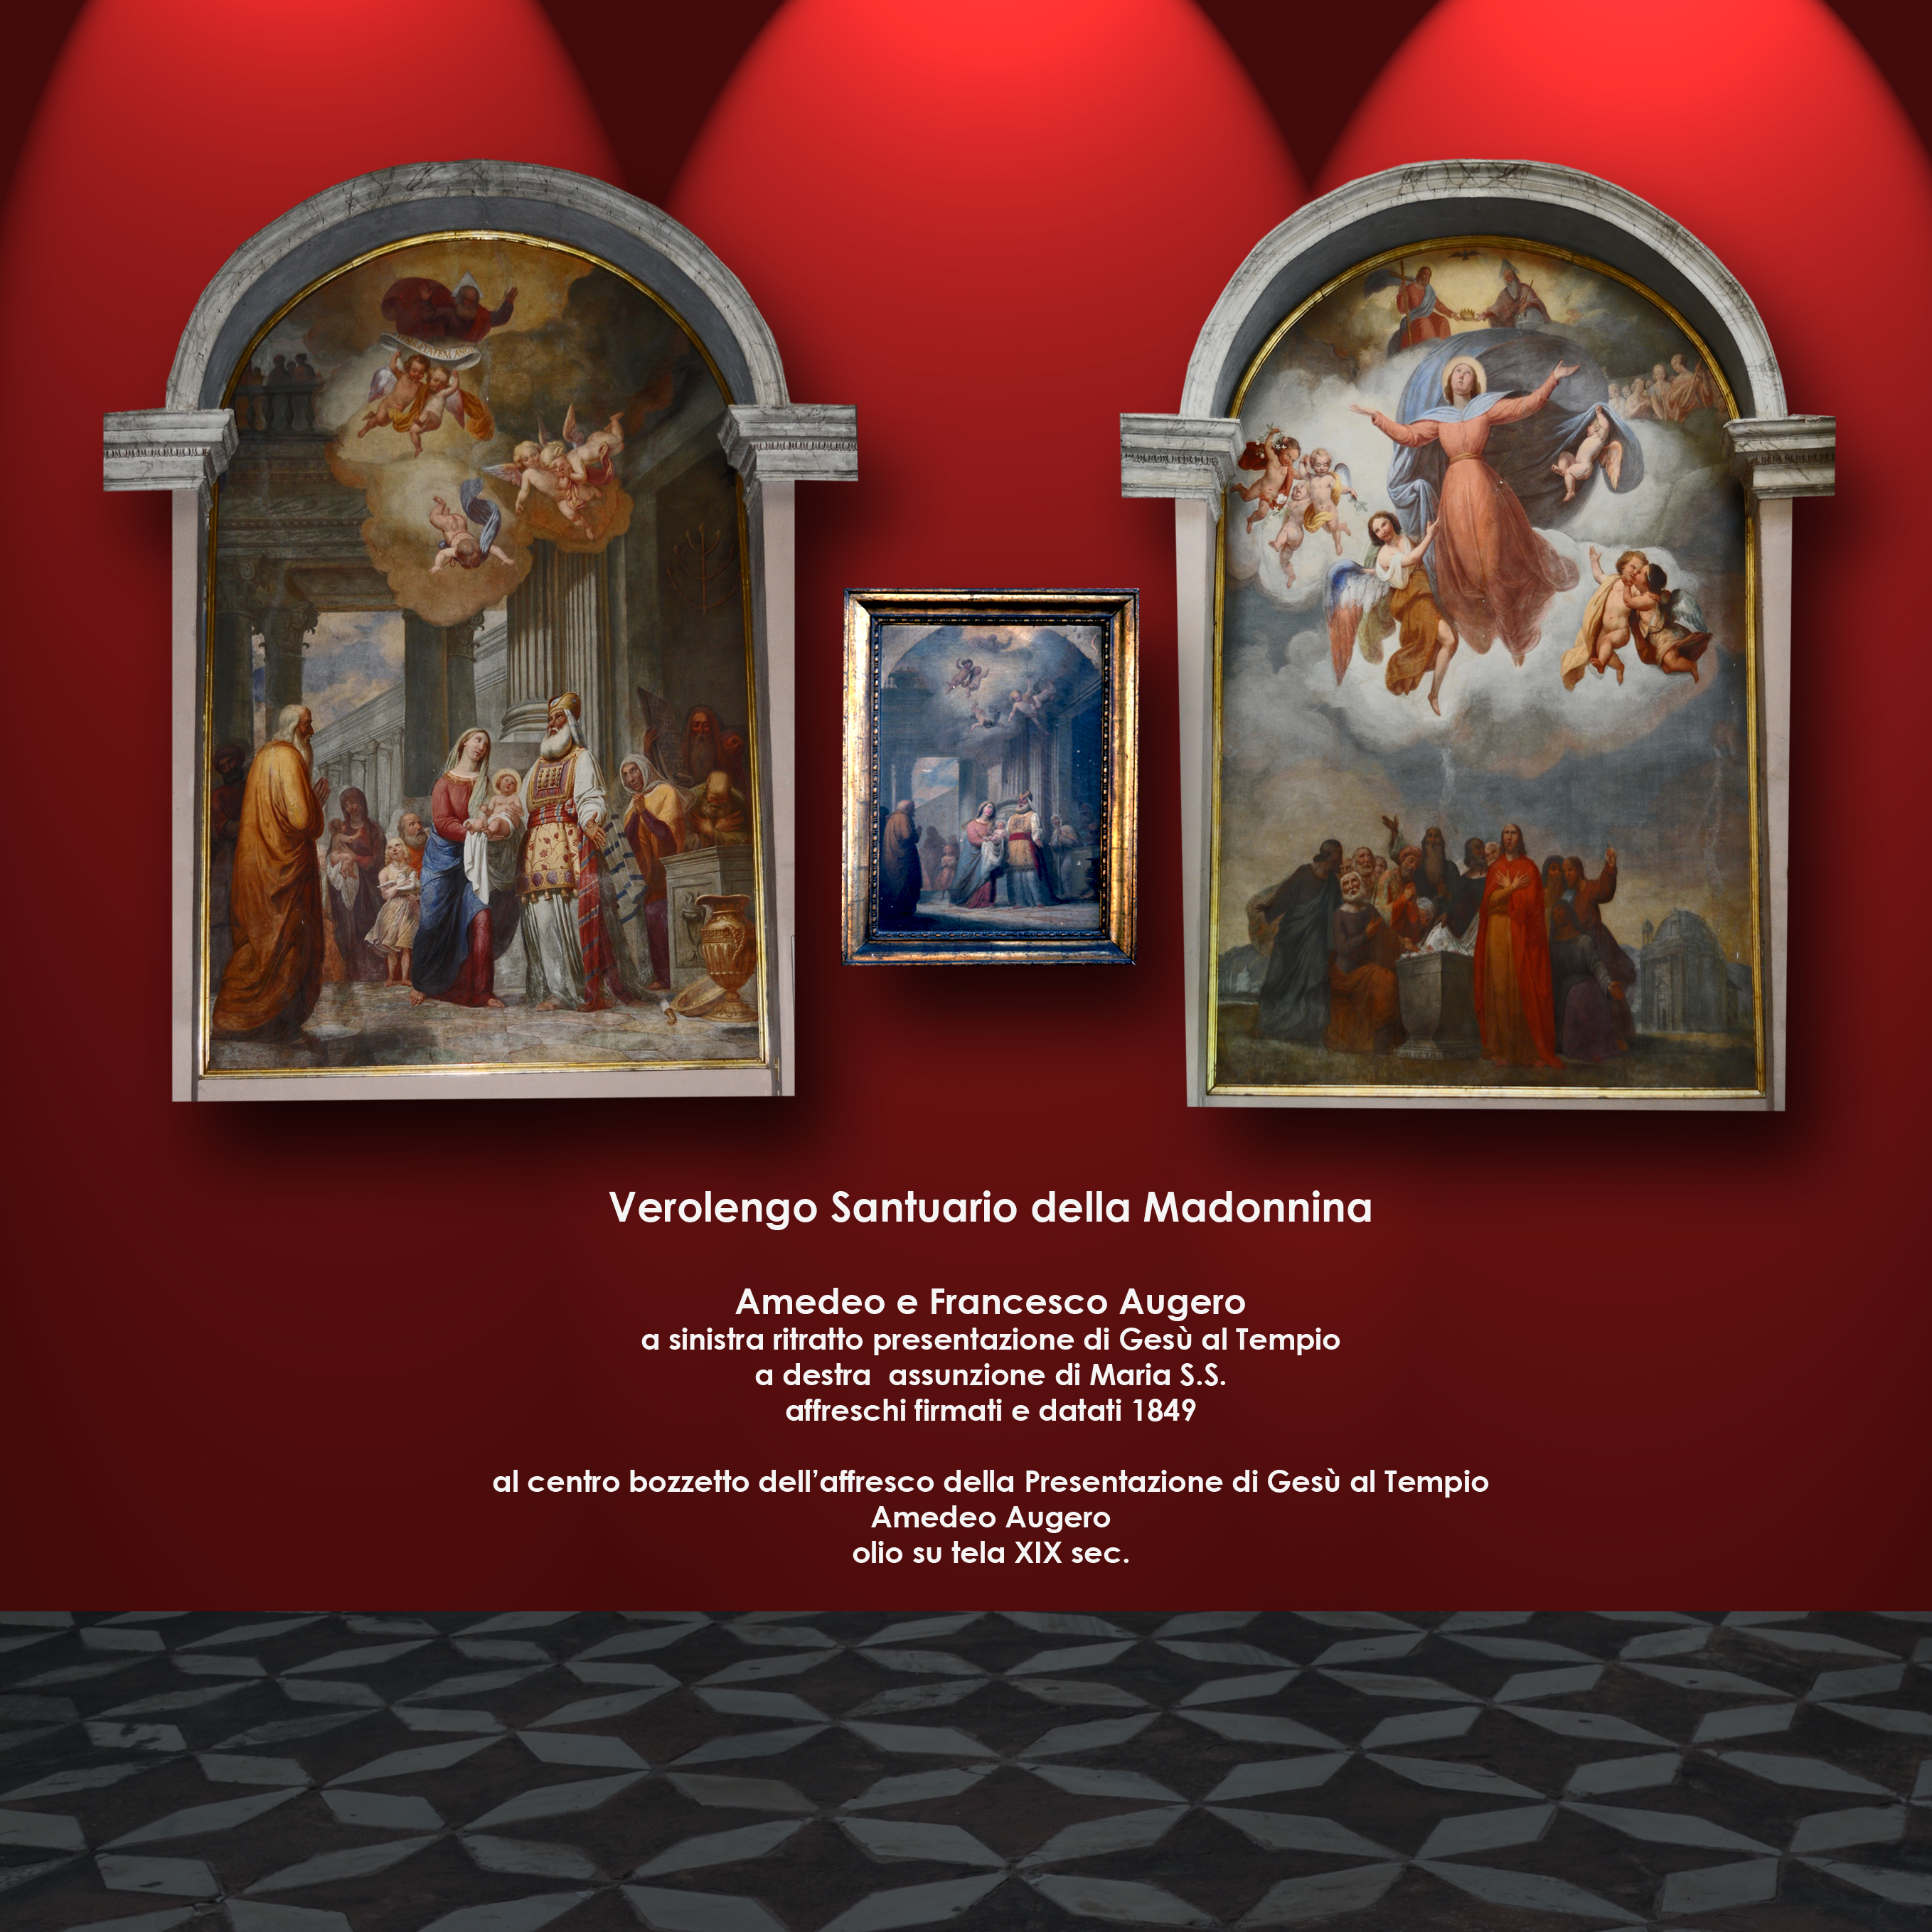 Verolengo Santuario della Madonnina
Amedeo e Francesco Augero
a sinistra ritratto presentazione di Gesù al Tempio
a destra  assunzione di Maria S.S.
affreschi firmati e datati 1849
al centro bozzetto dell’affresco della Presentazione di Gesù al Tempio
Amedeo Augero
olio su tela XIX sec.